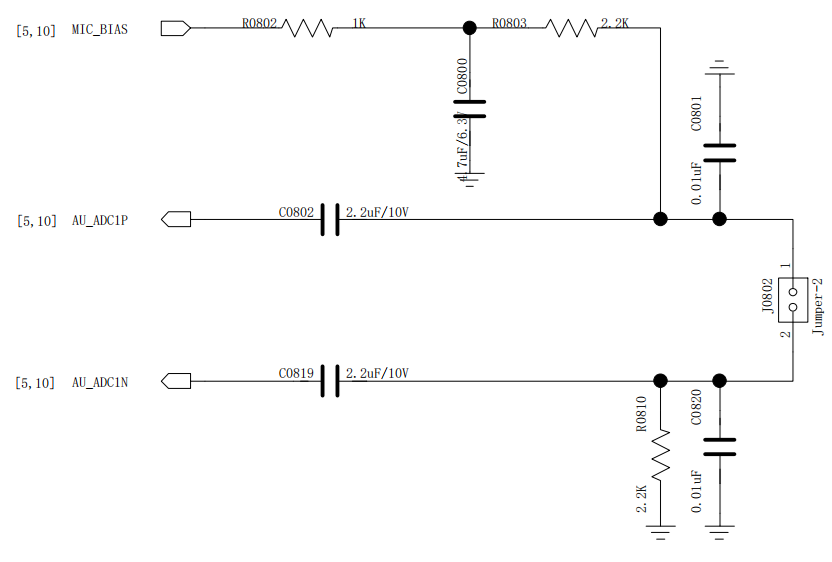 [5,10] MIC_BIAS
R0802 1K
R0803 2.2K
C0800
4.7uF/6.3V
C0801
0.01uF
[5,10] AU_ADC1P
C0802 2.2uF/10V
1
J0802
Jumper-2
2
[5,10] AU_ADC1N
C0819 2.2uF/10V
R0810
2.2K
C0820
0.01uF